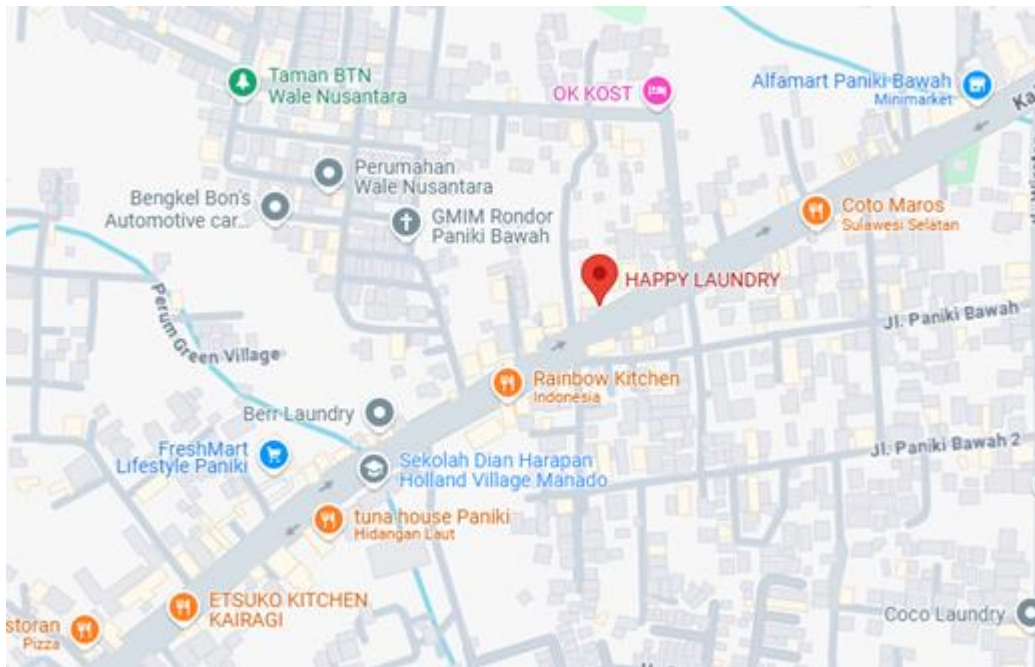 Taman BTN
Wale Nusantara
OK KOST
Alfamart Paniki Bawah
Minimarket
Perumahan
Wale Nusantara
Bengkel Bon's
Automotive car...
GMIM Rondor
Paniki Bawah
Coto Maros
Sulawesi Selatan
HAPPY LAUNDRY
Jl. Paniki Bawah
Perum Green Village
Rainbow Kitchen
Indonesia
Berr Laundry
FreshMart
Lifestyle Paniki
Sekolah Dian Harapan
Holland Village Manado
Jl. Paniki Bawah 2
tuna house Paniki
Hidangan Laut
ETSUKO KITCHEN
KAIRAGI
storan
Pizza
Coco Laundry